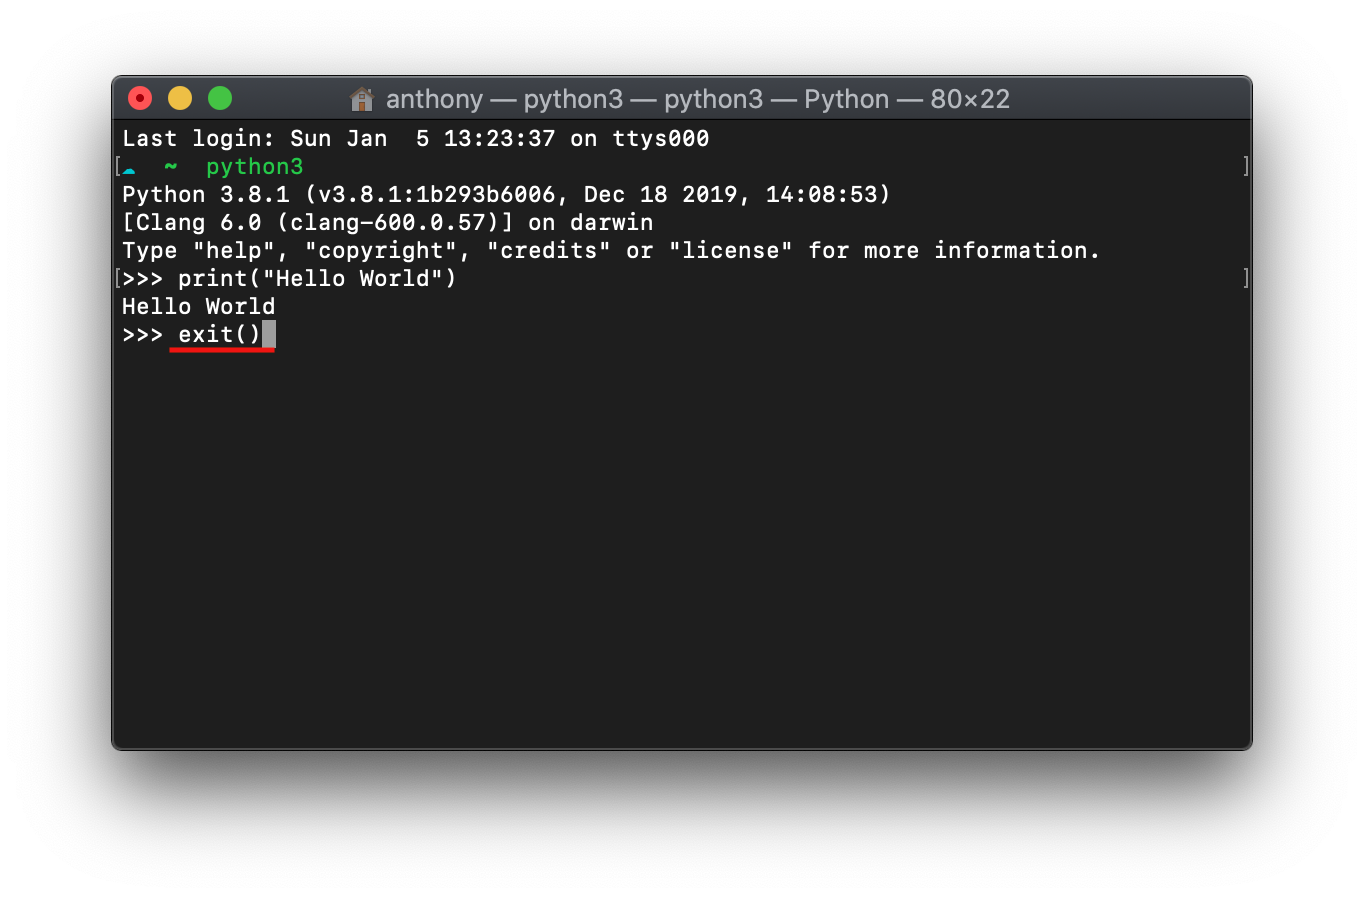 anthony — python3 — python3 — Python — 80×22
Last login: Sun Jan  5 13:23:37 on ttys000
[☁  ~  python3 ]
Python 3.8.1 (v3.8.1:1b293b6006, Dec 18 2019, 14:08:53)
[Clang 6.0 (clang-600.0.57)] on darwin
Type "help", "copyright", "credits" or "license" for more information.
[>>> print("Hello World") ]
Hello World
>>> exit()